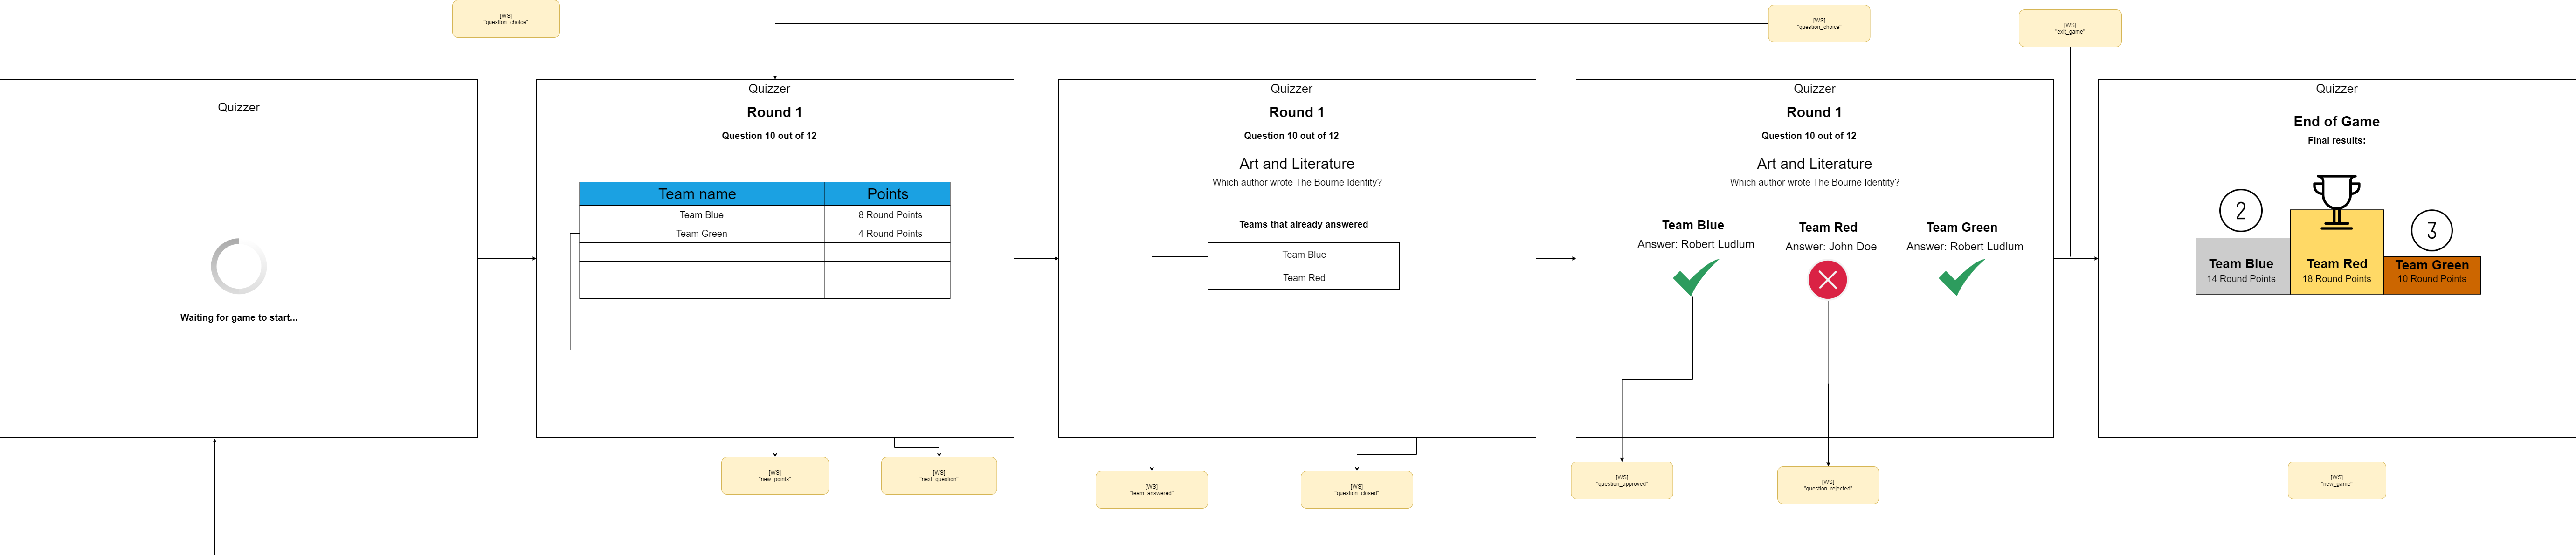 [WS]
"question_choice"
[WS]
"question_choice"
[WS]
"exit_game"
Quizzer
Waiting for game to start...
Quizzer
Round 1
Question 10 out of 12
Team name
Points
Team Blue
8 Round Points
Team Green
4 Round Points
Quizzer
Round 1
Question 10 out of 12
Art and Literature
Which author wrote The Bourne Identity?
Teams that already answered
Team Blue
Team Red
Quizzer
Round 1
Question 10 out of 12
Art and Literature
Which author wrote The Bourne Identity?
Team Blue
Answer: Robert Ludlum
Team Red
Answer: John Doe
Team Green
Answer: Robert Ludlum
Quizzer
End of Game
Final results:
2
3
Team Blue
14 Round Points
Team Red
18 Round Points
Team Green
10 Round Points
[WS]
"new_points"
[WS]
"next_question"
[WS]
"team_answered"
[WS]
"question_closed"
[WS]
"question_approved"
[WS]
"question_rejected"
[WS]
"new_game"